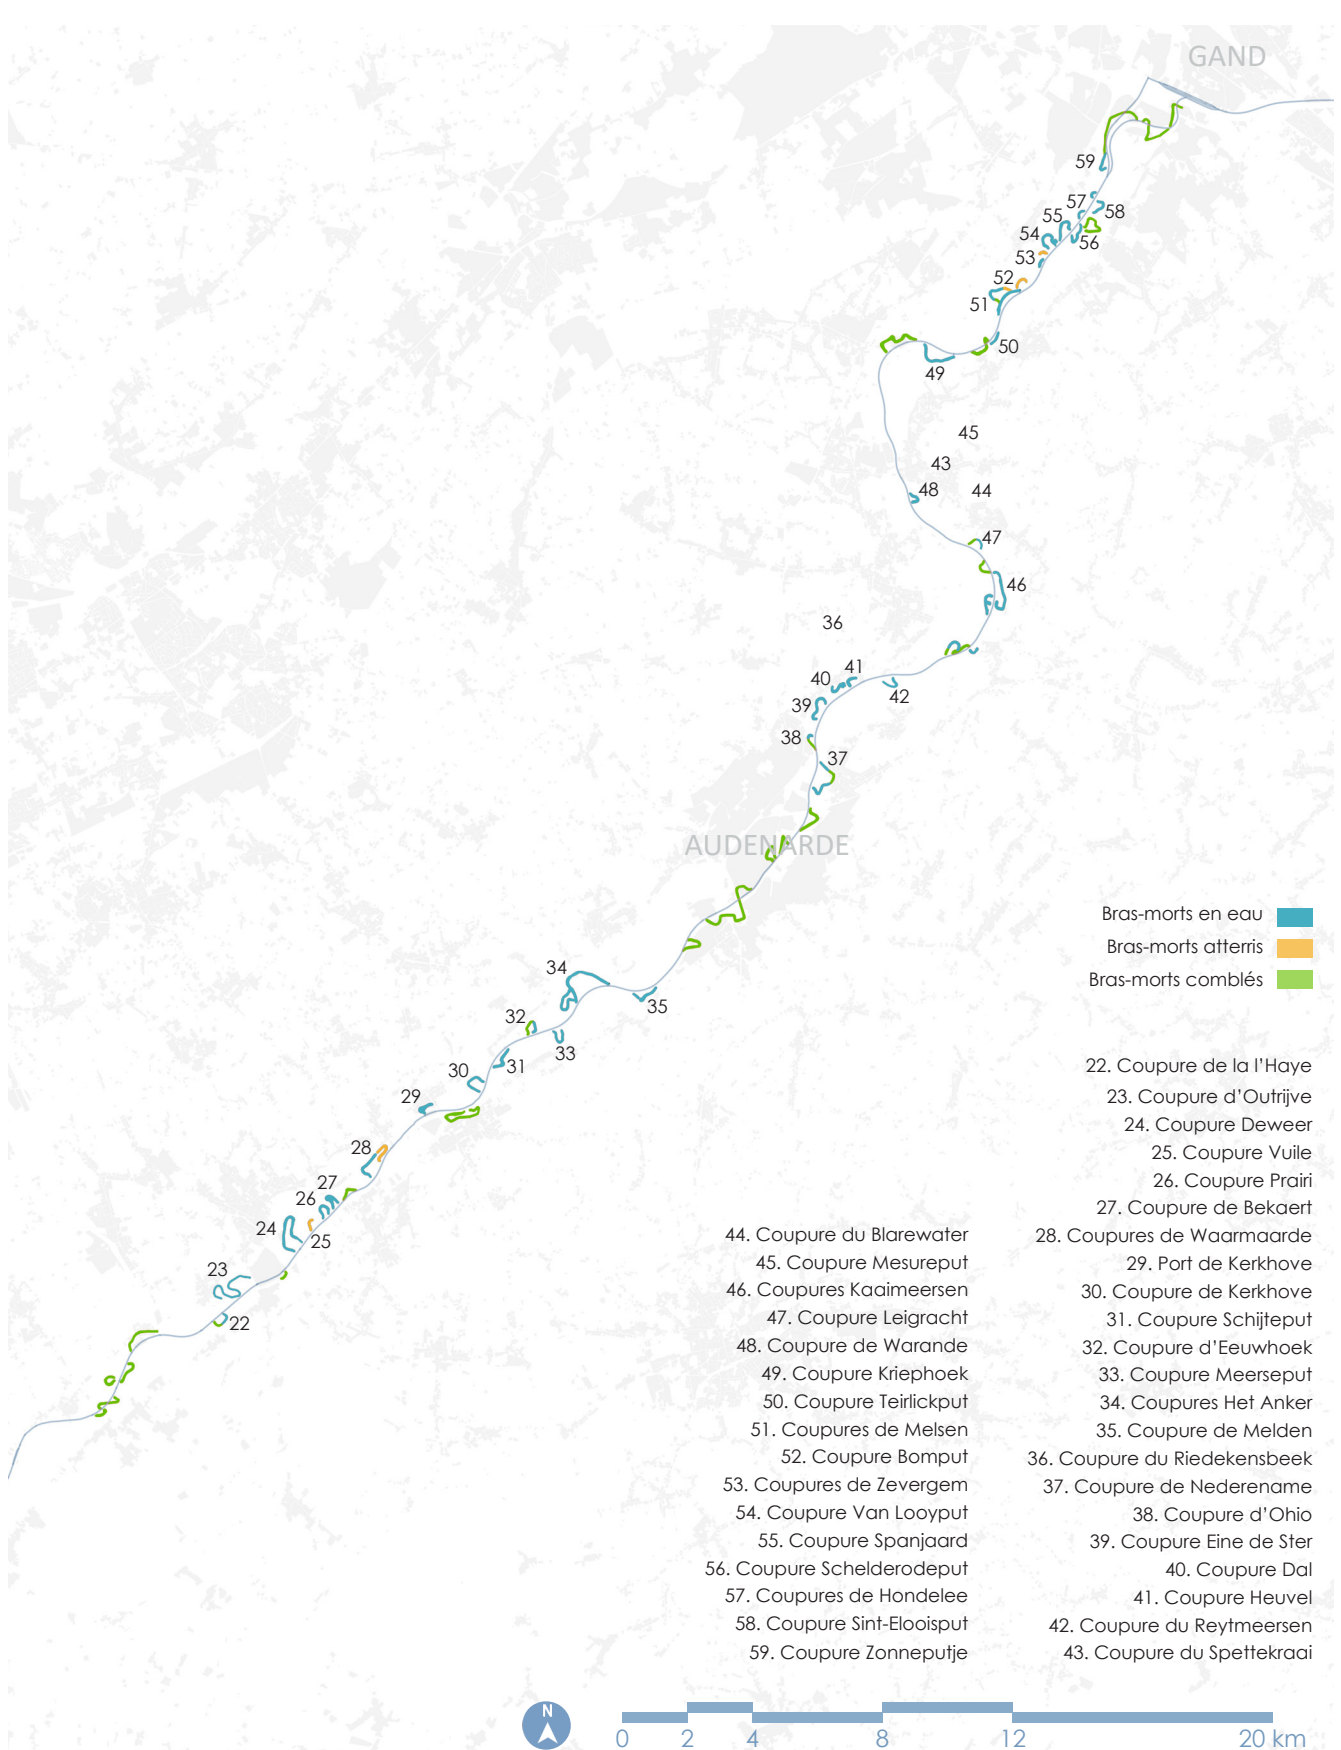 GAND
59
57
58
55
54
56
53
52
51
50
49
45
43
48
44
47
46
36
41
40
42
39
38
37
AUDENARDE
Bras-morts en eau
Bras-morts atterris
Bras-morts comblés
34
35
32
33
31
30
29
28
27
26
24
25
23
22
22. Coupure de la l'Haye
23. Coupure d'Outrijve
24. Coupure Deweer
25. Coupure Vuile
26. Coupure Prairi
27. Coupure de Bekaert
28. Coupures de Waarmaarde
29. Port de Kerkhove
30. Coupure de Kerkhove
31. Coupure Schijteput
32. Coupure d'Eeuwhoek
33. Coupure Meerseput
34. Coupures Het Anker
35. Coupure de Melden
36. Coupure du Riedekensbeek
37. Coupure de Nederename
38. Coupure d'Ohio
39. Coupure Eine de Ster
40. Coupure Dal
41. Coupure Heuvel
42. Coupure du Reytmeersen
43. Coupure du Spettekraai
44. Coupure du Blarewater
45. Coupure Mesureput
46. Coupures Kaaimeersen
47. Coupure Leigracht
48. Coupure de Warande
49. Coupure Kriephoek
50. Coupure Teirlickput
51. Coupures de Melsen
52. Coupure Bomput
53. Coupures de Zevergem
54. Coupure Van Looyput
55. Coupure Spanjaard
56. Coupure Schelderodeput
57. Coupures de Hondelee
58. Coupure Sint-Elooisput
59. Coupure Zonneputje
N
0 2 4 8 12 20 km